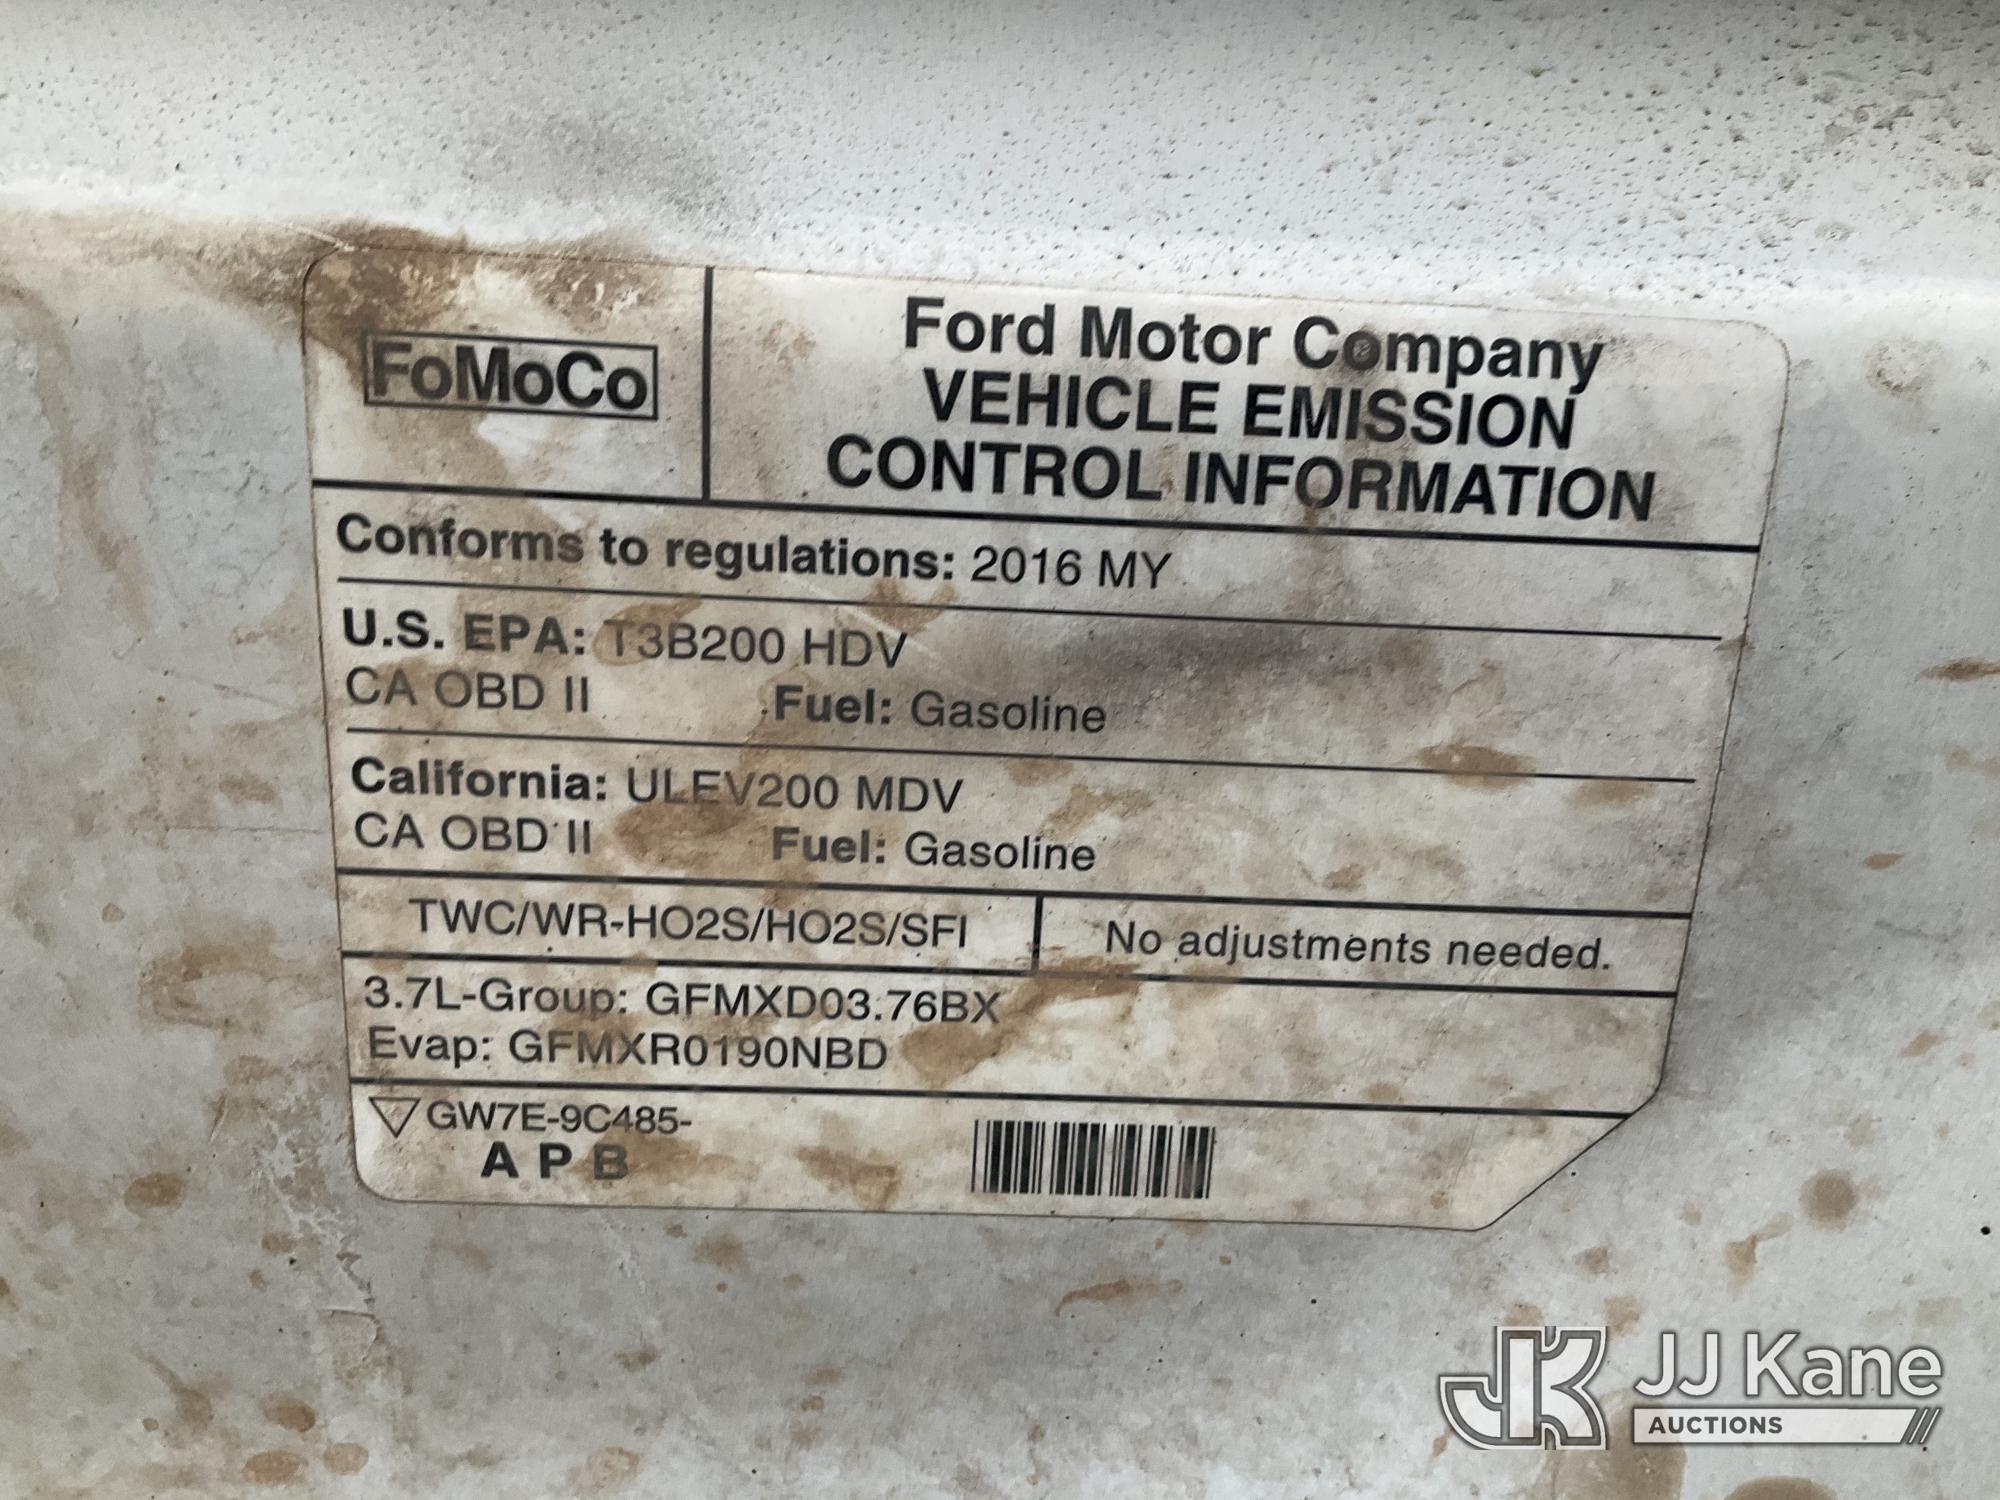 FoMoCo
Ford Motor Company
VEHICLE EMISSION
CONTROL INFORMATION
Conforms to regulations: 2016 MY
U.S. EPA: T3B200 HDV
CA OBD II Fuel: Gasoline
California: ULEV200 MDV
CA OBD II Fuel: Gasoline
TWC/WR-HO2S/HO2S/SFI No adjustments needed.
3.7L-Group: GFMXD03.76BX
Evap: GFMXR0190NBD
GW7E-9C485-
A P B
JK JJ Kane
AUCTIONS